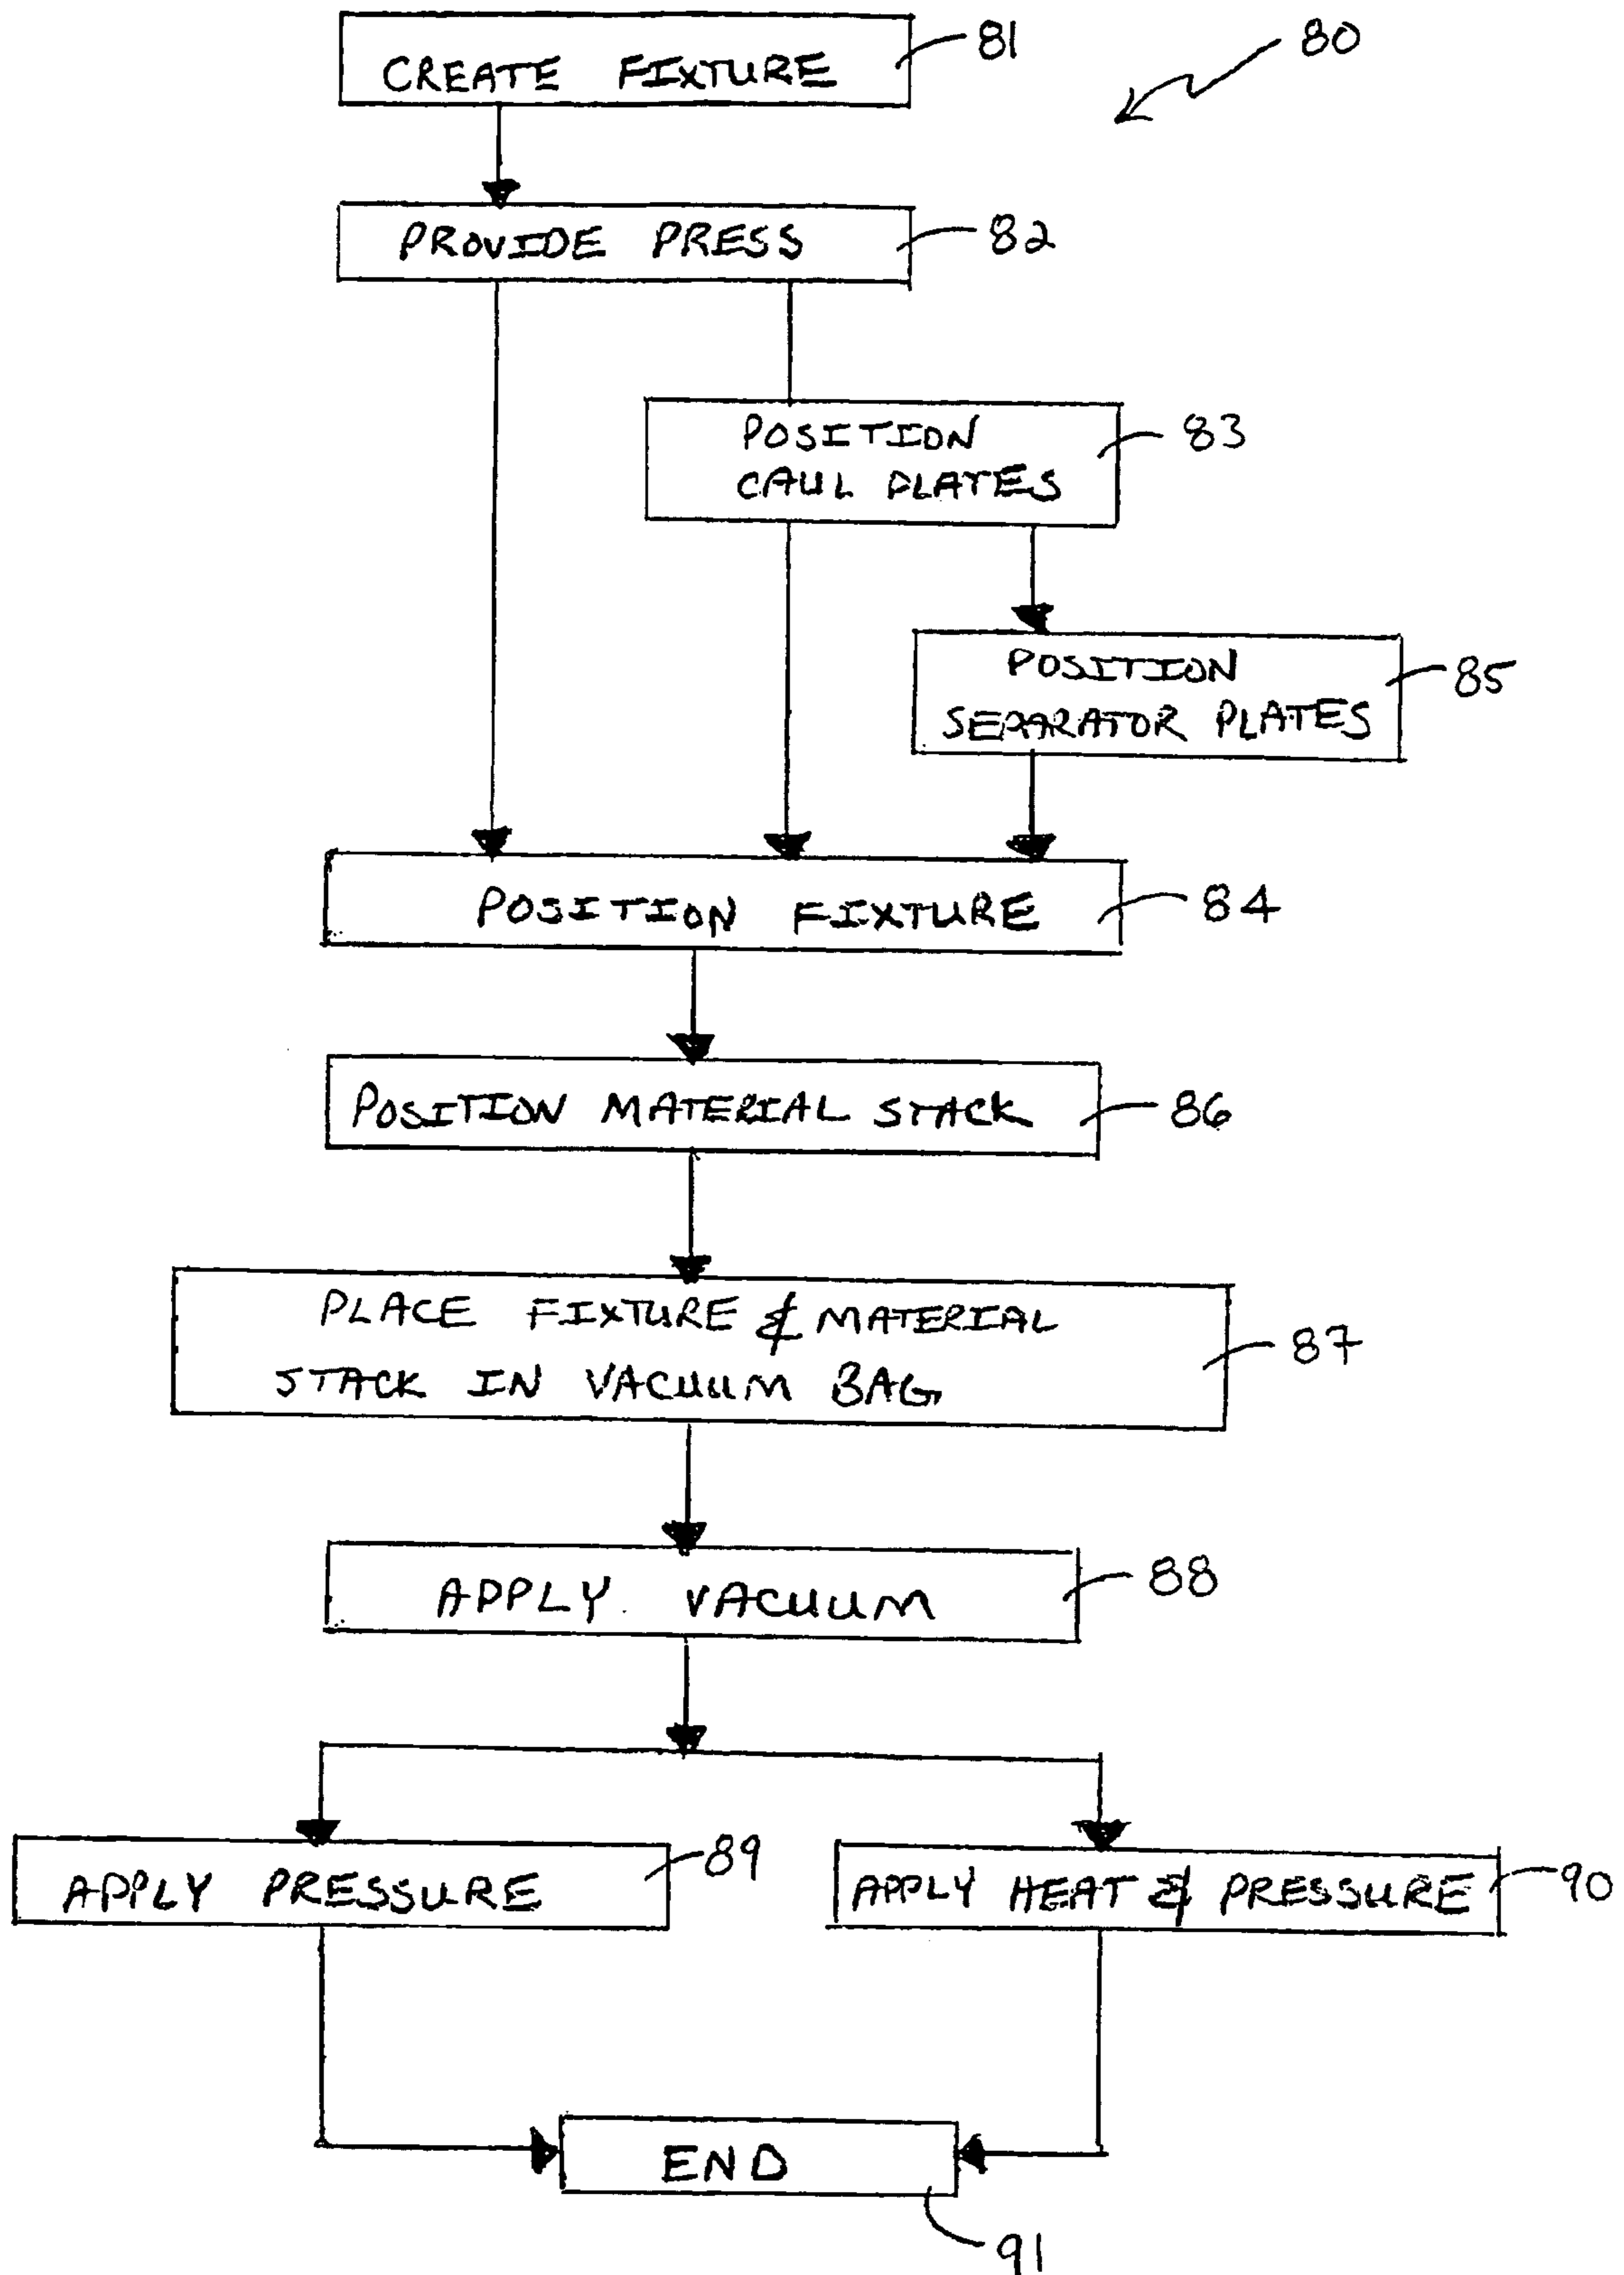 CREATE FIXTURE
81
80
PROVIDE PRESS
82
POSITION
CAUL PLATES
83
POSITION
SEPARATOR PLATES
85
POSITION FIXTURE
84
POSITION MATERIAL STACK
86
PLACE FIXTURE & MATERIAL
STACK IN VACUUM BAG
87
APPLY VACUUM
88
APPLY PRESSURE
89
APPLY HEAT & PRESSURE
90
END
91